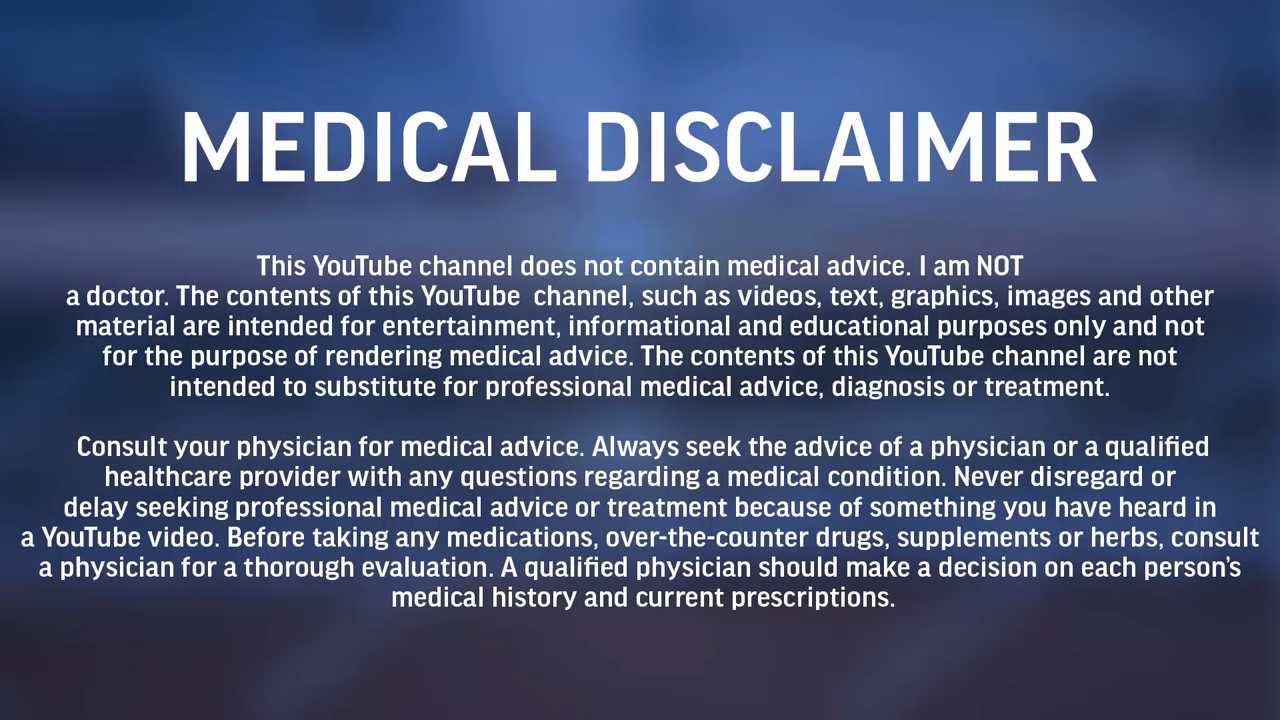 MEDICAL DISCLAIMER
This YouTube channel does not contain medical advice. I am NOT
a doctor. The contents of this YouTube  channel, such as videos, text, graphics, images and other
material are intended for entertainment, informational and educational purposes only and not
for the purpose of rendering medical advice. The contents of this YouTube channel are not
intended to substitute for professional medical advice, diagnosis or treatment.
Consult your physician for medical advice. Always seek the advice of a physician or a qualified
healthcare provider with any questions regarding a medical condition. Never disregard or
delay seeking professional medical advice or treatment because of something you have heard in
a YouTube video. Before taking any medications, over-the-counter drugs, supplements or herbs, consult
a physician for a thorough evaluation. A qualified physician should make a decision on each person’s
medical history and current prescriptions.